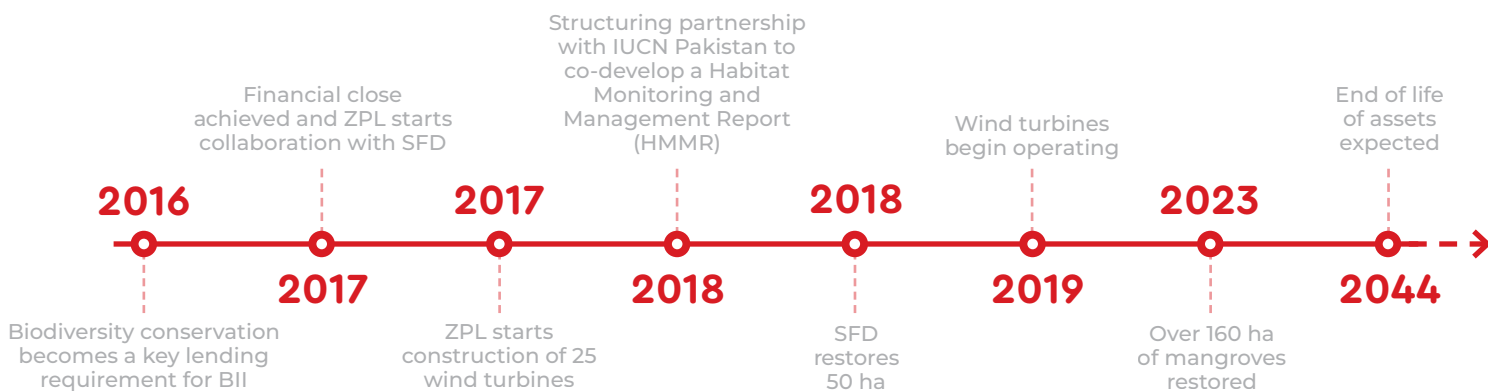 2016
Biodiversity conservation
becomes a key lending
requirement for BII
Financial close
achieved and ZPL starts
collaboration with SFD
2017
2017
ZPL starts
construction of 25
wind turbines
Structuring partnership
with IUCN Pakistan to
co-develop a Habitat
Monitoring and
Management Report
(HMMR)
2018
2018
SFD
restores
50 ha
Wind turbines
begin operating
2019
2023
Over 160 ha
of mangroves
restored
End of life
of assets
expected
2044